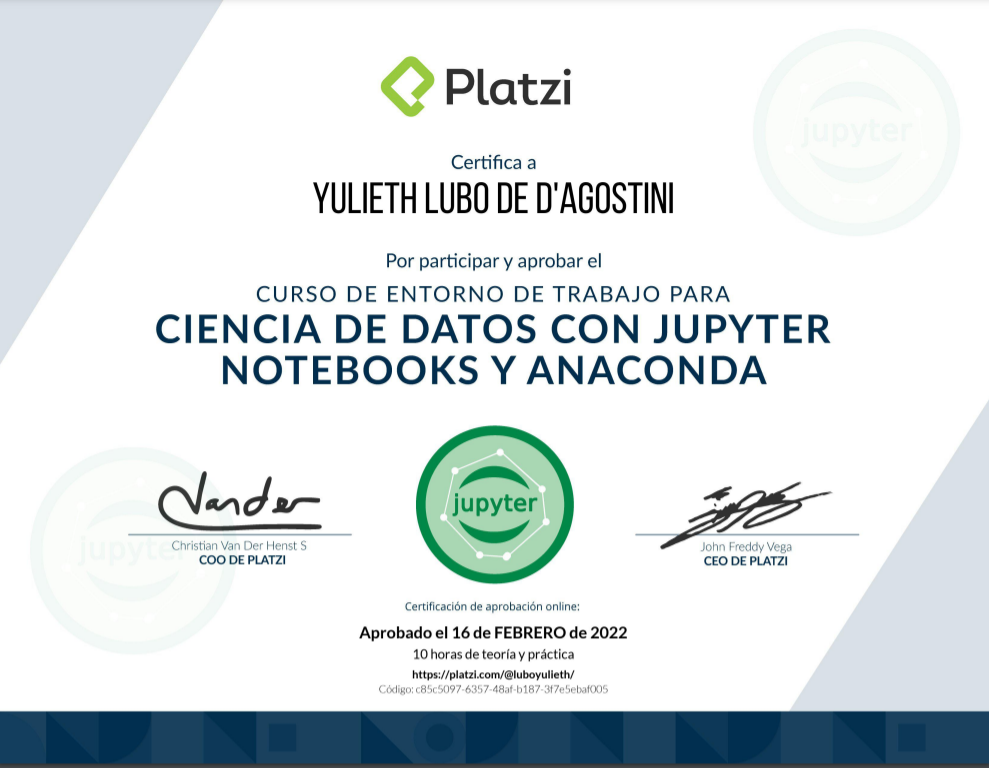 Platzi
jupyter
Certifica a
YULIETH LUBO DE D'AGOSTINI
Por participar y aprobar el
CURSO DE ENTORNO DE TRABAJO PARA
CIENCIA DE DATOS CON JUPYTER
NOTEBOOKS Y ANACONDA
Vander
jupyter
jupyter
Christian Van Der Henst S
COO DE PLATZI
John Freddy Vega
CEO DE PLATZI
Certificación de aprobación online:
Aprobado el 16 de FEBRERO de 2022
10 horas de teoría y práctica
https://platzi.com/@luboyulieth/
Código: c85c5097-6357-48af-b187-3f7e5ebaf005